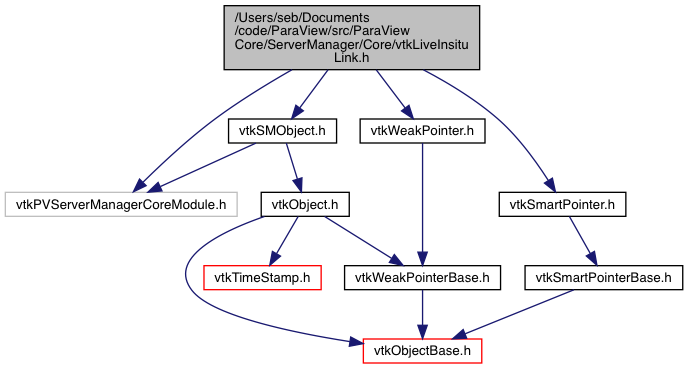 /Users/seb/Documents
/code/ParaView/src/ParaView
Core/ServerManager/Core/vtkLiveInsitu
Link.h
vtkSMObject.h
vtkWeakPointer.h
vtkPVServerManagerCoreModule.h
vtkObject.h
vtkSmartPointer.h
vtkTimeStamp.h
vtkWeakPointerBase.h
vtkSmartPointerBase.h
vtkObjectBase.h